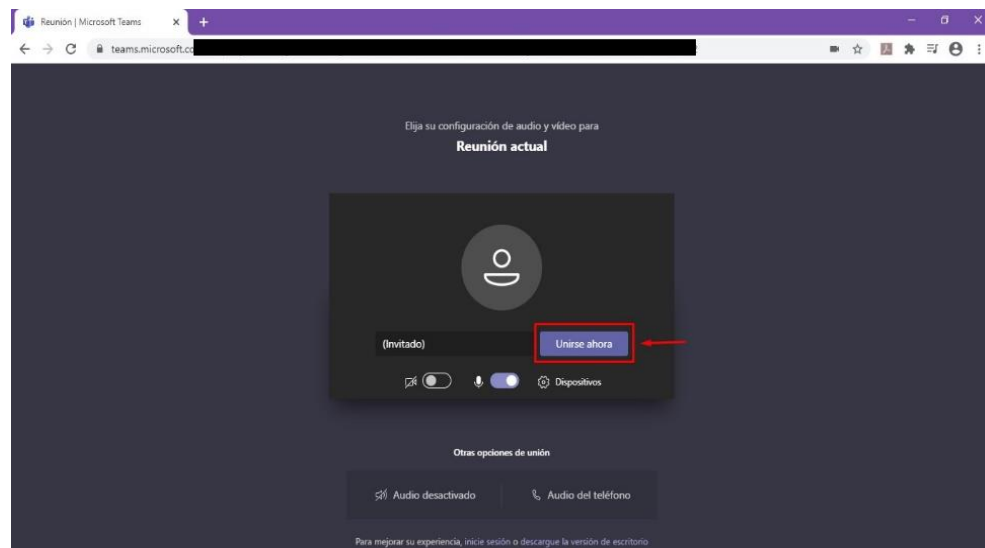 Reunión | Microsoft Teams
teams.microsoft.co
Elija su configuración de audio y vídeo para
Reunión actual
(Invitado)
Unirse ahora
Dispositivos
Otras opciones de unión
Audio desactivado
Audio del teléfono
Para mejorar su experiencia, inicie sesión o descargue la versión de escritorio